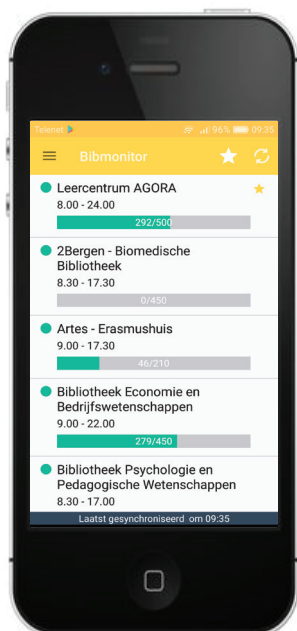 Telenet 96% 09:35
Bibmonitor
Leercentrum AGORA
8.00 - 24.00
292/500
2Bergen - Biomedische
Bibliotheek
8.30 - 17.30
0/450
Artes - Erasmushuis
9.00 - 17.30
46/210
Bibliotheek Economie en
Bedrijfswetenschappen
9.00 - 22.00
279/450
Bibliotheek Psychologie en
Pedagogische Wetenschappen
8.30 - 17.00
Laatst gesynchroniseerd om 09:35